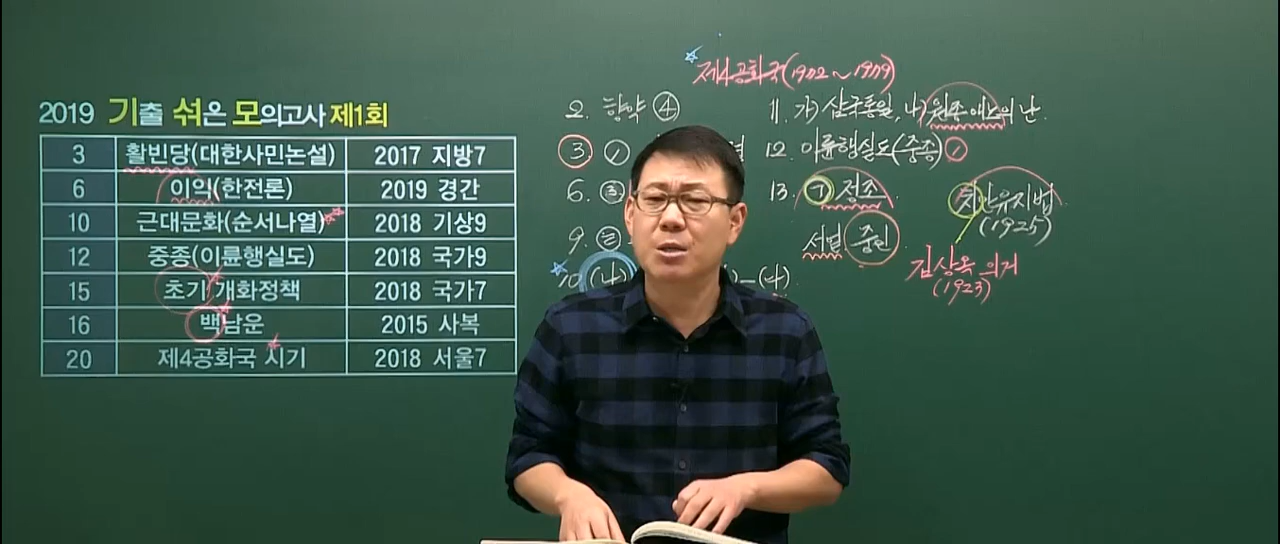 2019 기출 섞은 모의고사 제1회
3 활빈당(대한사민논설) 2017 지방7
6 이익(한전론) 2019 경간
10 근대문화(순서나열) 2018 기상9
12 중종(이륜행실도) 2018 국가9
15 초기 개화정책 2018 국가7
16 백남운 2015 사복
20 제4공화국 시기 2018 서울7
제4공화국(1972~1979)
2. 향약 ④
3. ①
6. ③
9. ㄹ
10 (나) -(다)
11. 가) 삼국통일, 나) 원종·애노의 난
12. 이륜행실도(중종) ①
13. ㄱ 정조
서얼 중인
치안유지법
(1925)
김상옥 의거
(1923)